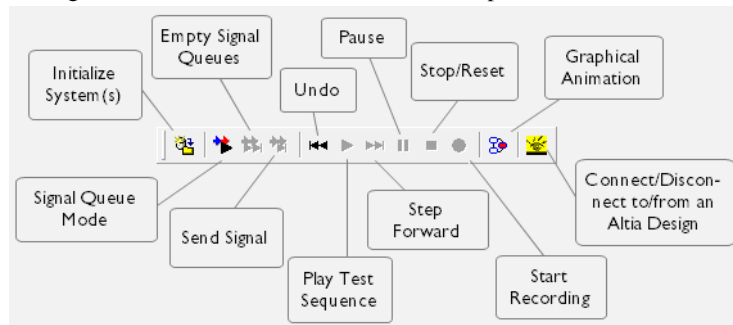 Empty Signal
Queues
Pause
Graphical
Animation
Stop/Reset
Initialize
System(s)
Undo
Signal Queue
Mode
Send Signal
Step
Forward
Connect/Discon-
nect to/from an
Altia Design
Play Test
Sequence
Start
Recording